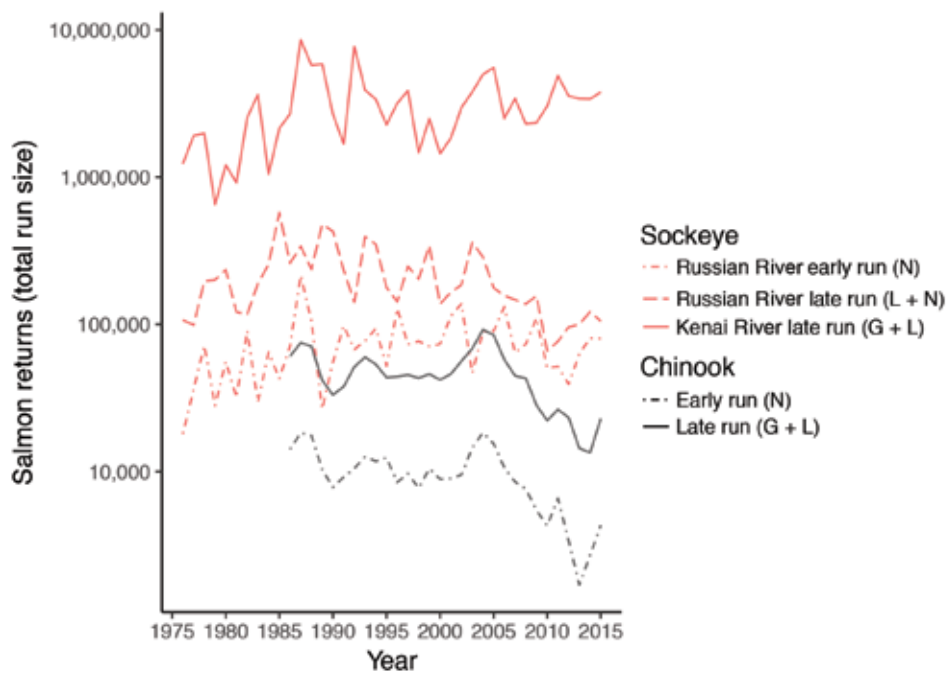 10,000,000
1,000,000
100,000
10,000
Salmon returns (total run size)
1975 1980 1985 1990 1995 2000 2005 2010 2015
Year
Sockeye
Russian River early run (N)
Russian River late run (L + N)
Kenai River late run (G + L)
Chinook
Early run (N)
Late run (G + L)